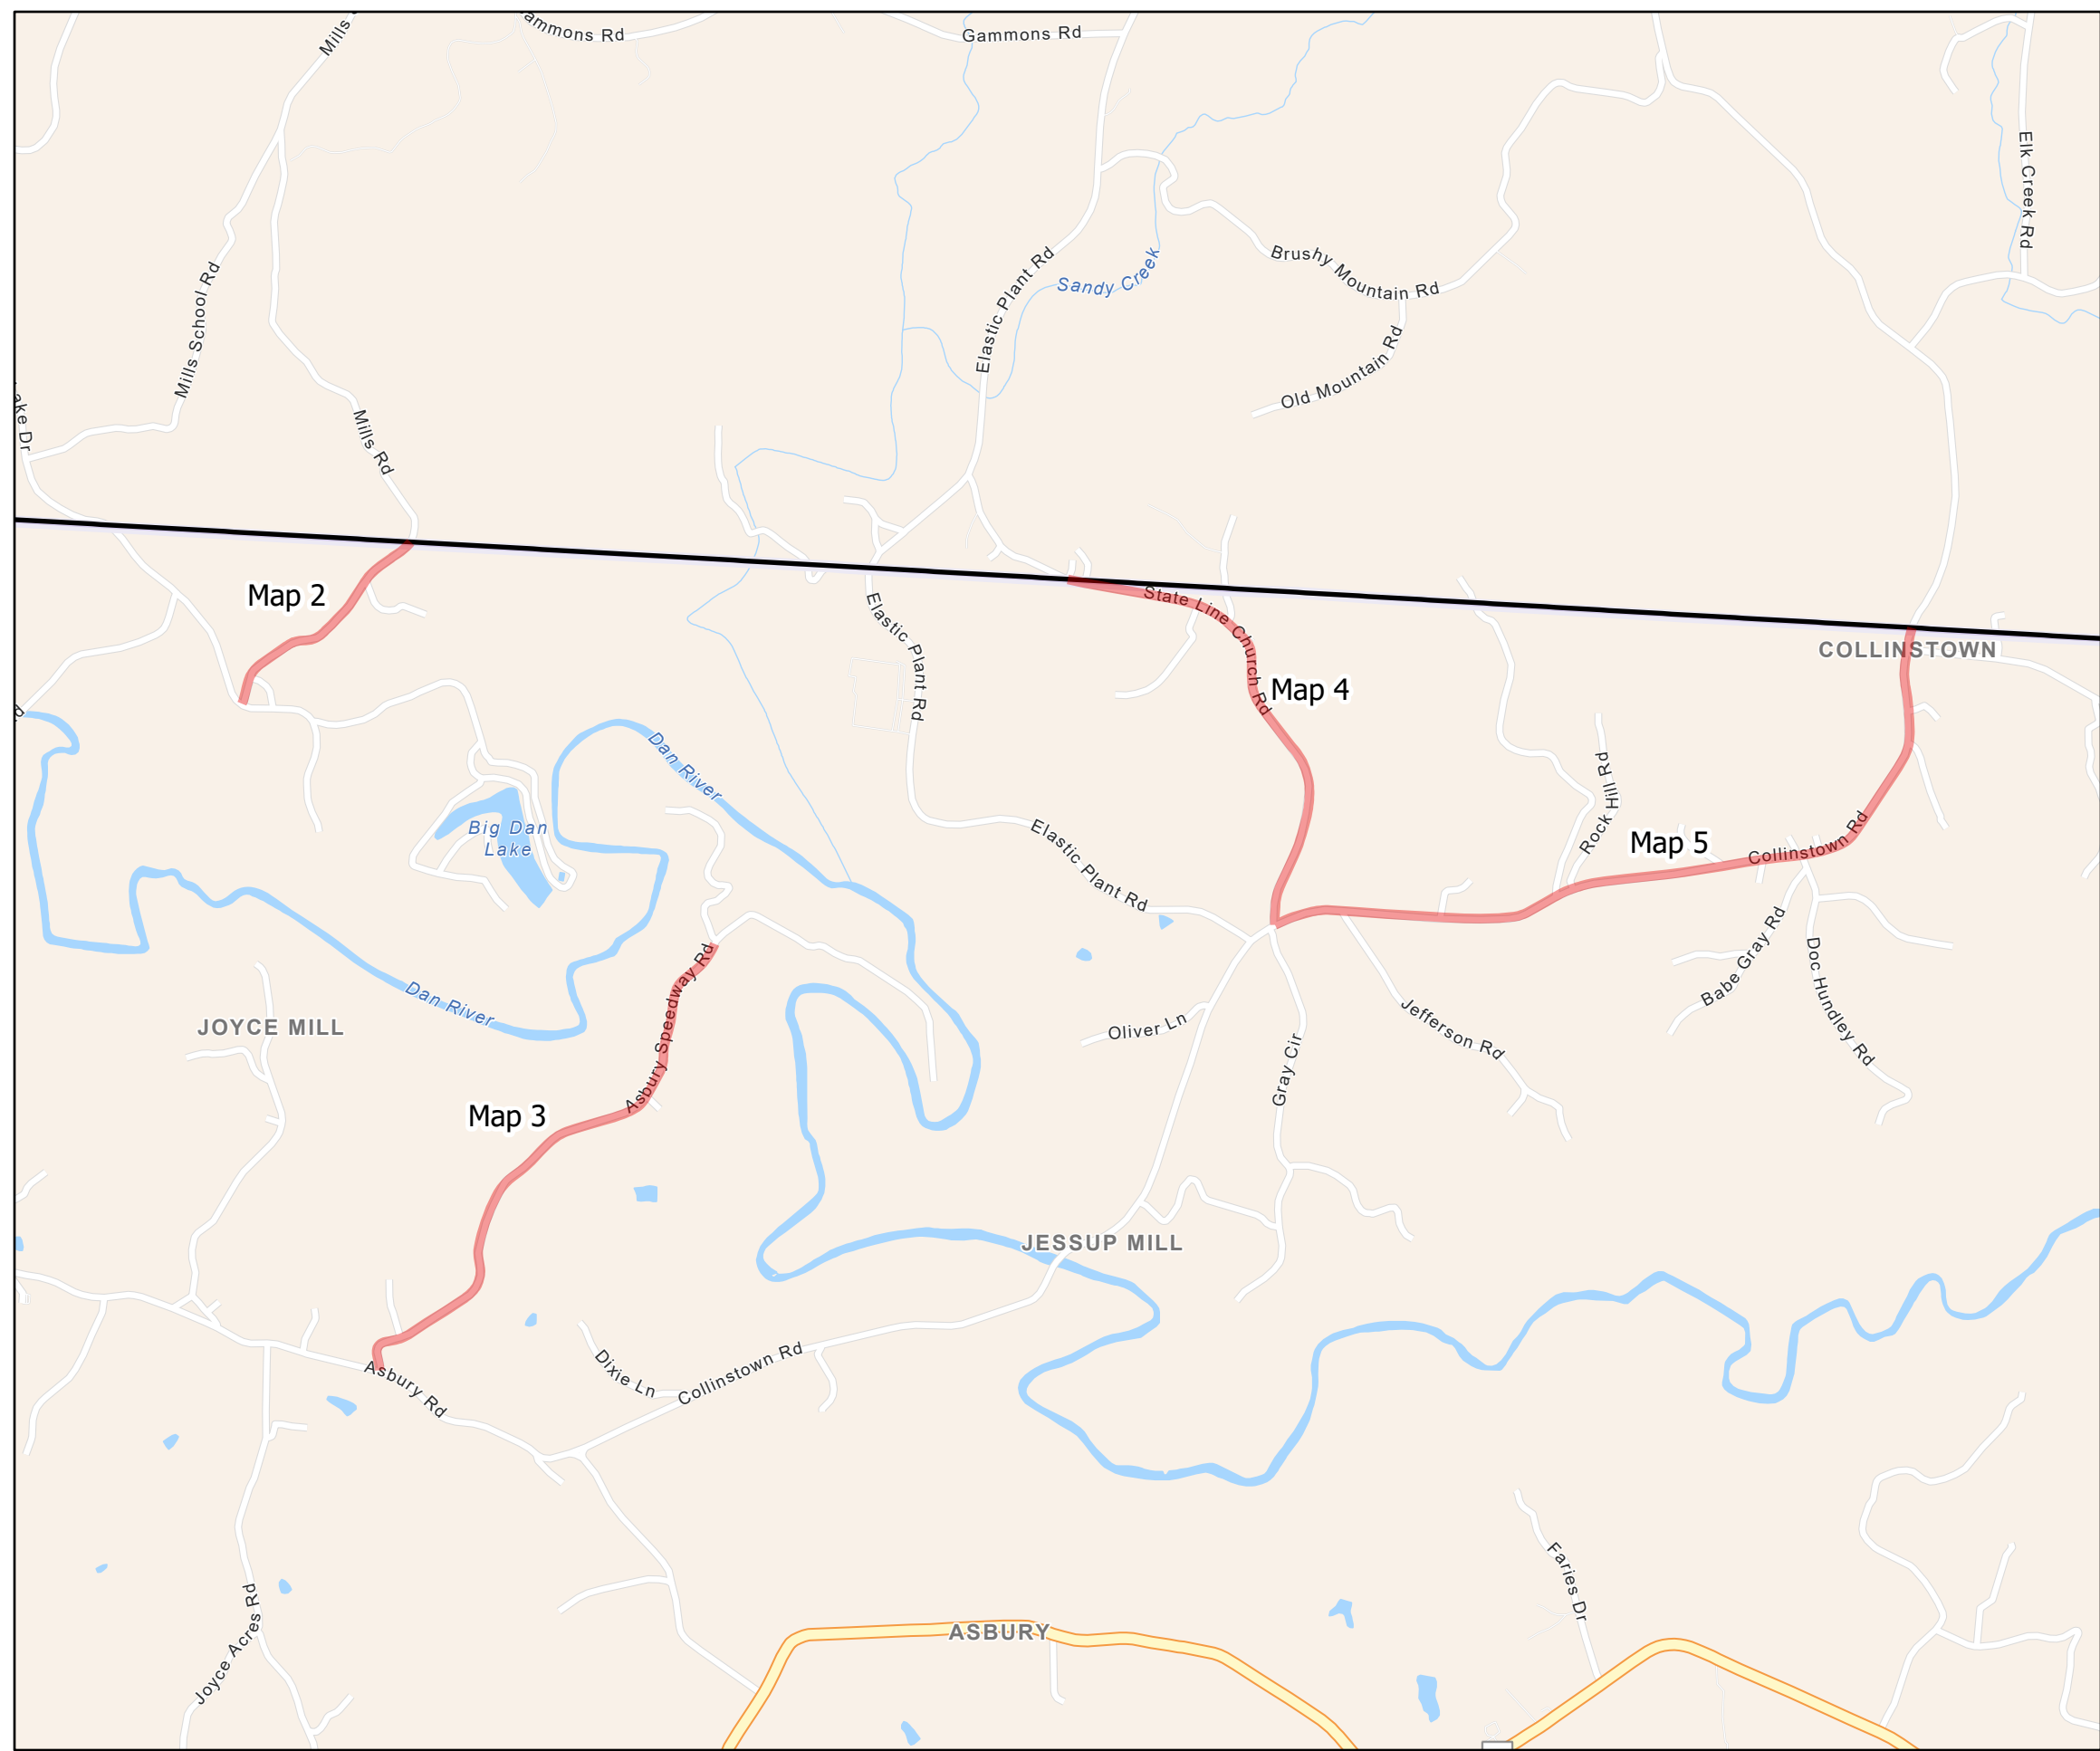 Mills
ammons Rd
Gammons Rd
Elk Creek Rd
Mills School Rd
Elastic Plant Rd
Sandy Creek
Brushy Mountain Rd
Old Mountain Rd
ake Dr
Mills Rd
Map 2
State Line Church Rd
Elastic Plant Rd
COLLINSTOWN
Map 4
Dan River
Rock Hill Rd
Big Dan
Lake
Map 5
Collinstown Rd
Elastic Plant Rd
Babe Gray Rd
Doc Hundley Rd
Asbury Speedway Rd
Dan River
JOYCE MILL
Oliver Ln
Jefferson Rd
Gray Cir
Map 3
JESSUP MILL
Asbury Rd
Dixie Ln
Collinstown Rd
Faries Dr
Joyce Acres Rd
ASBURY